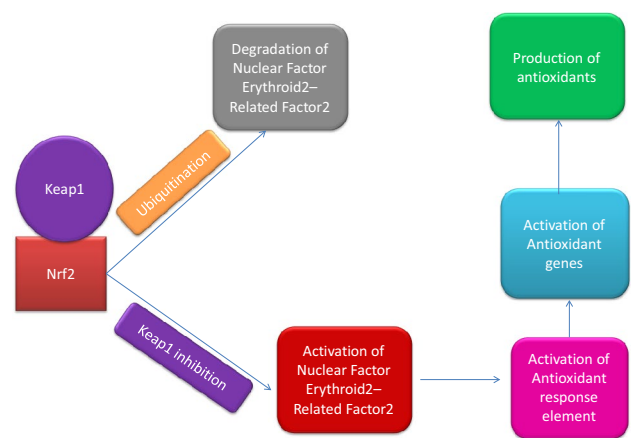 Degradation of
Nuclear Factor
Erythroid2–
Related Factor2
Production of
antioxidants
Keap1
Ubiquitination
Nrf2
Activation of
Antioxidant
genes
Keap1 inhibition
Activation of
Nuclear Factor
Erythroid2–
Related Factor2
Activation of
Antioxidant
response
element